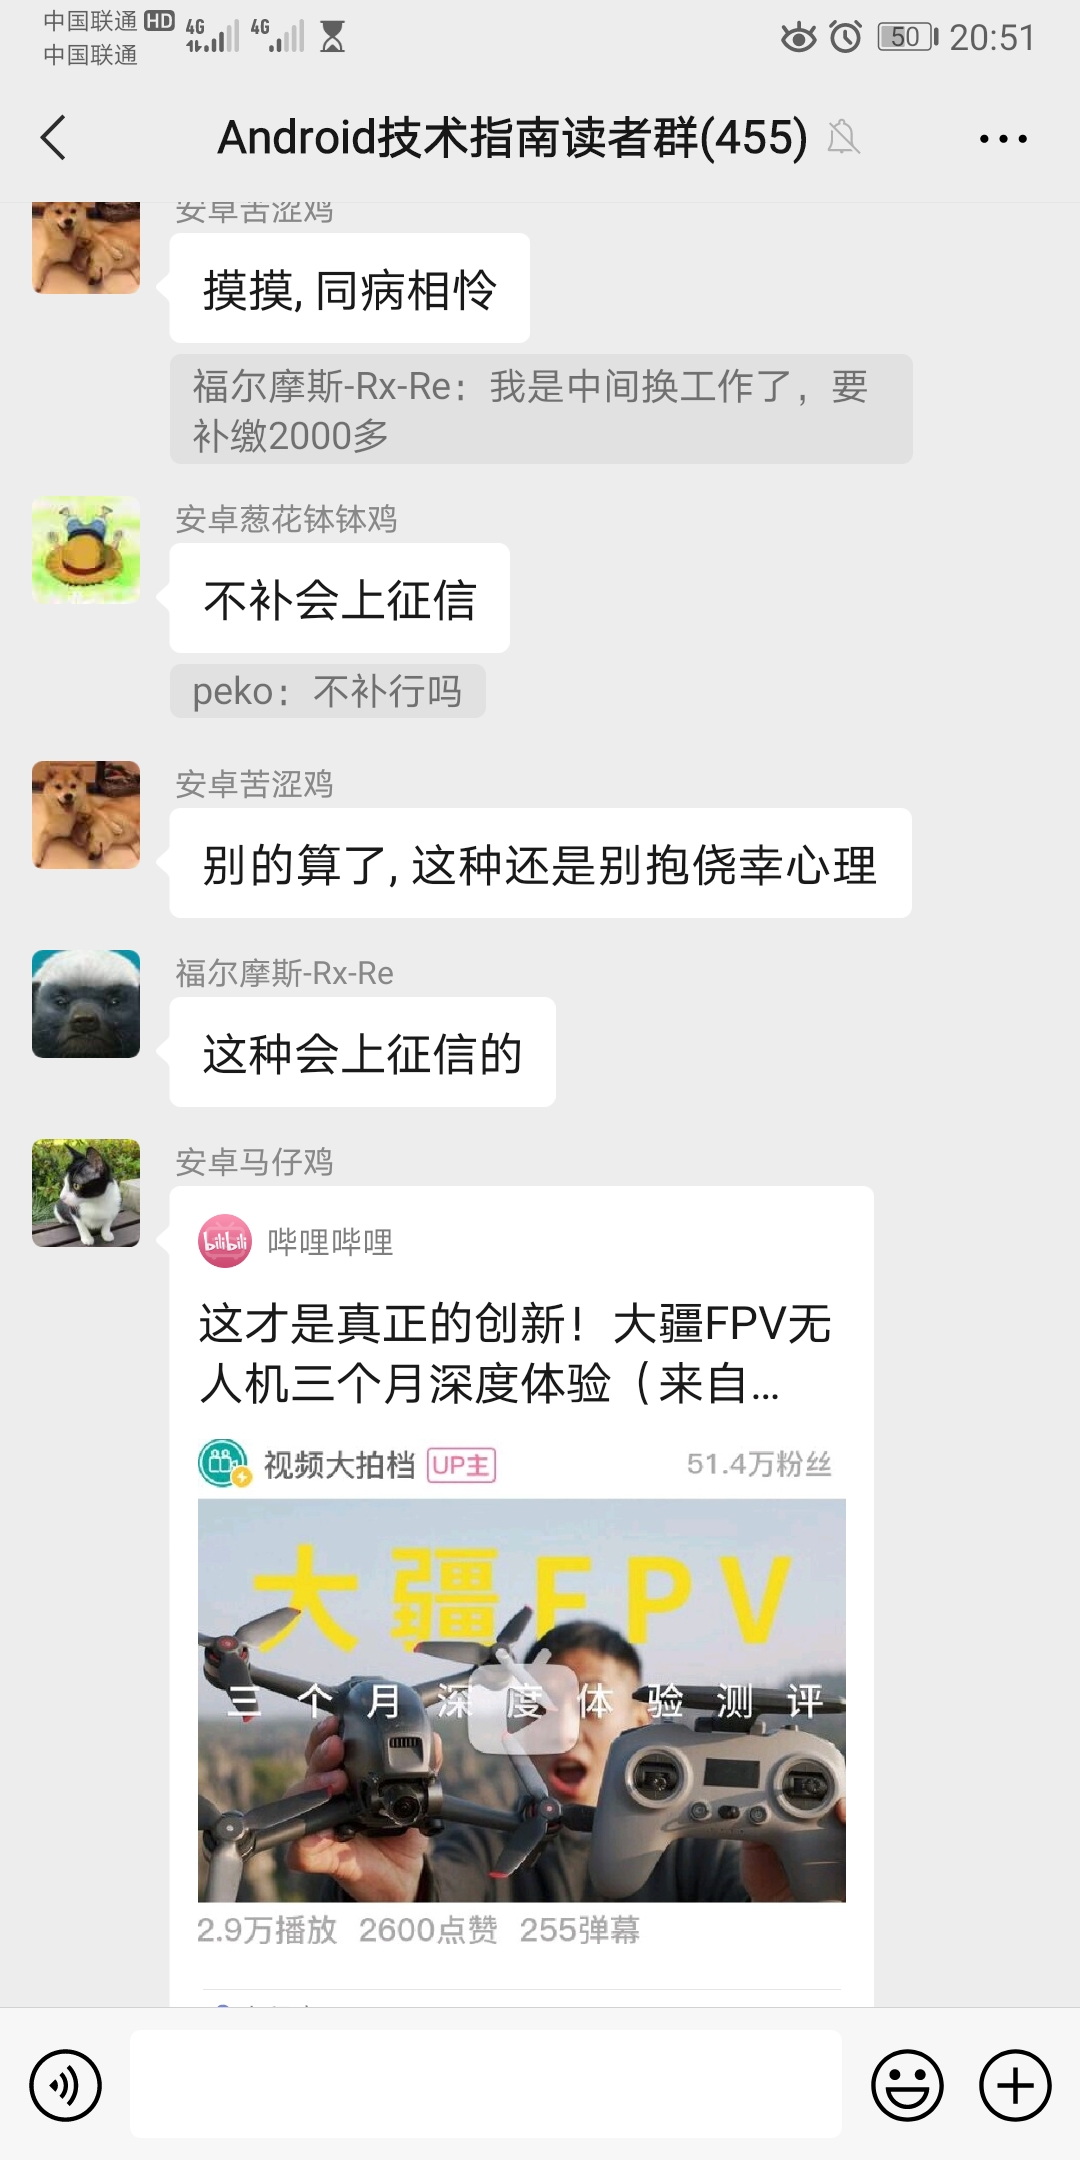 中国联通 HD 4G 4G 50 20:51
中国联通
Android技术指南读者群(455)
安卓苦涩鸡
摸摸, 同病相怜
福尔摩斯-Rx-Re：我是中间换工作了，要
补缴2000多
安卓葱花钵钵鸡
不补会上征信
peko：不补行吗
安卓苦涩鸡
别的算了, 这种还是别抱侥幸心理
福尔摩斯-Rx-Re
这种会上征信的
安卓马仔鸡
bilibili 哔哩哔哩
这才是真正的创新！大疆FPV无
人机三个月深度体验（来自...
视频大拍档 UP主 51.4万粉丝
大疆FPV
三个月深度体验测评
2.9万播放 2600点赞 255弹幕